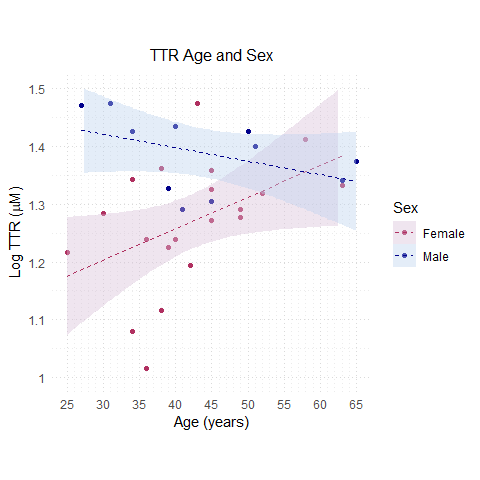 TTR Age and Sex
Log TTR (µM)
1.5
1.4
1.3
1.2
1.1
1
25 30 35 40 45 50 55 60 65
Age (years)
Sex
Female
Male